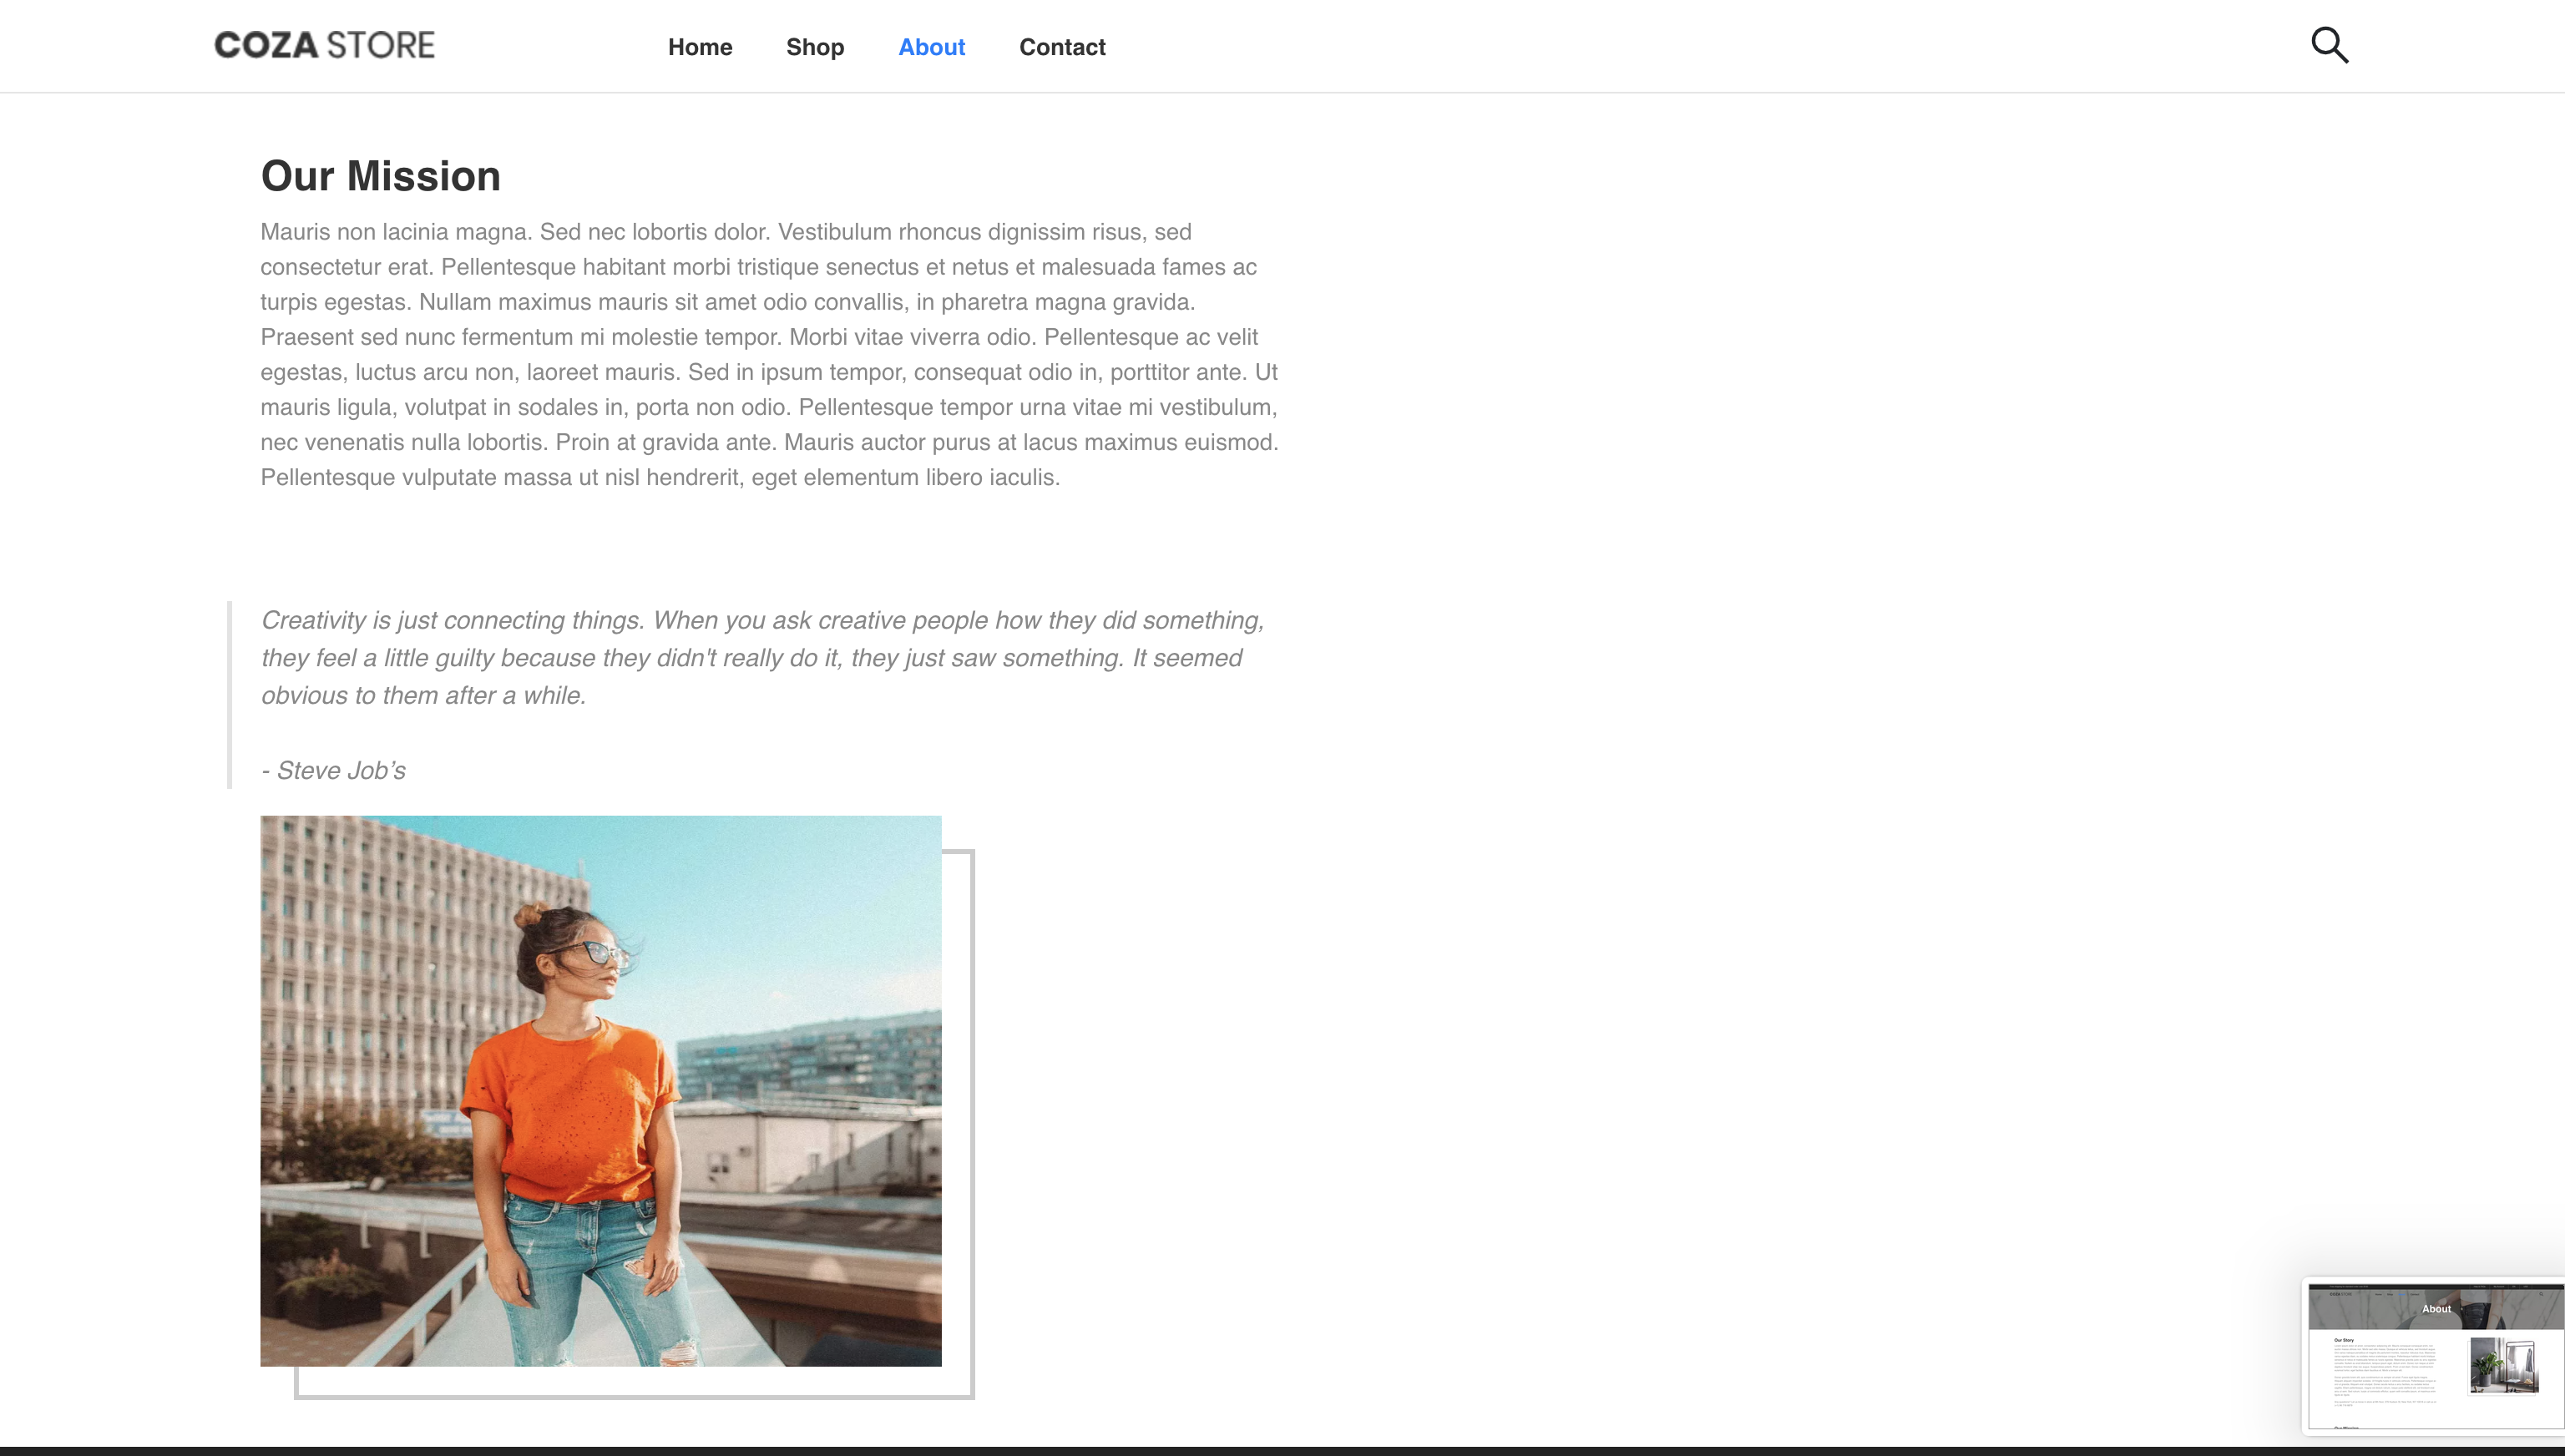 COZA STORE
Home
Shop
About
Contact
Our Mission
Mauris non lacinia magna. Sed nec lobortis dolor. Vestibulum rhoncus dignissim risus, sed
consectetur erat. Pellentesque habitant morbi tristique senectus et netus et malesuada fames ac
turpis egestas. Nullam maximus mauris sit amet odio convallis, in pharetra magna gravida.
Praesent sed nunc fermentum mi molestie tempor. Morbi vitae viverra odio. Pellentesque ac velit
egestas, luctus arcu non, laoreet mauris. Sed in ipsum tempor, consequat odio in, porttitor ante. Ut
mauris ligula, volutpat in sodales in, porta non odio. Pellentesque tempor urna vitae mi vestibulum,
nec venenatis nulla lobortis. Proin at gravida ante. Mauris auctor purus at lacus maximus euismod.
Pellentesque vulputate massa ut nisl hendrerit, eget elementum libero iaculis.
Creativity is just connecting things. When you ask creative people how they did something,
they feel a little guilty because they didn't really do it, they just saw something. It seemed
obvious to them after a while.
- Steve Job’s
About
Our Story